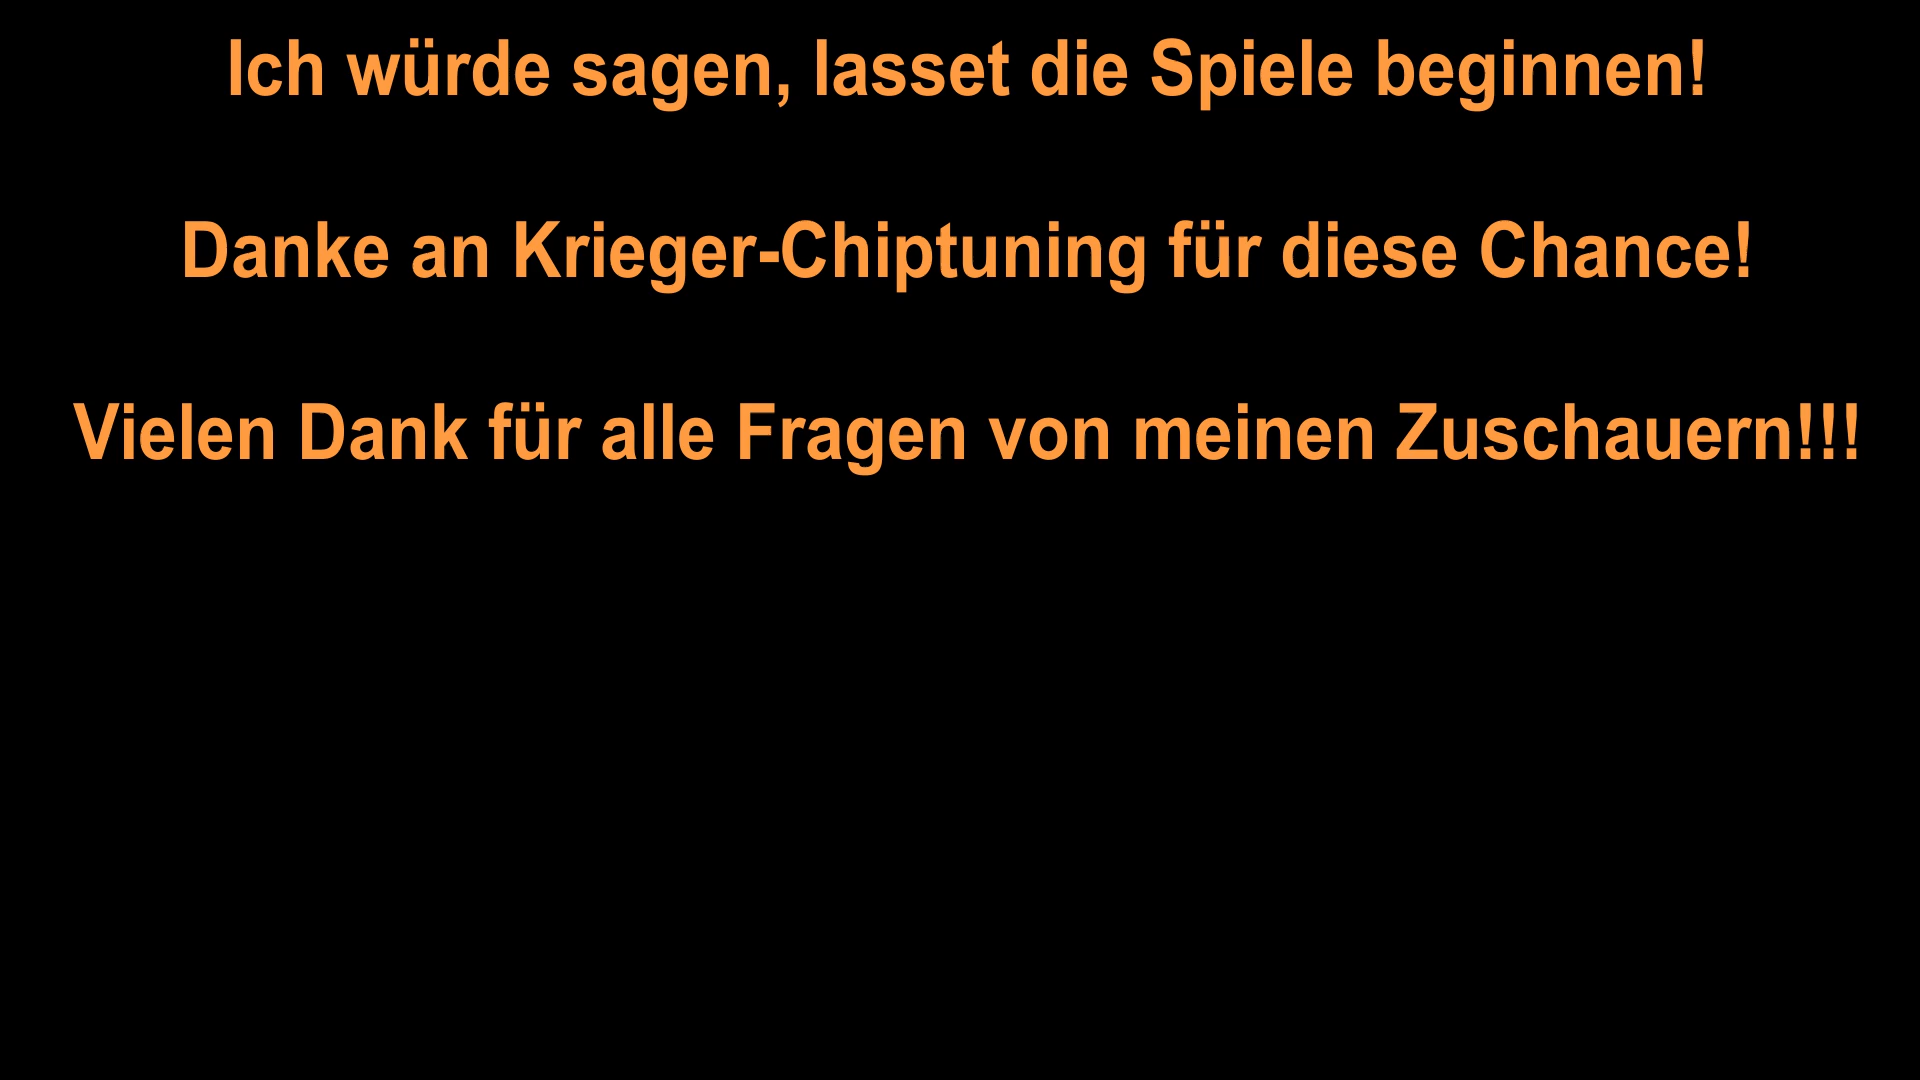 Ich würde sagen, lasset die Spiele beginnen!
Danke an Krieger-Chiptuning für diese Chance!
Vielen Dank für alle Fragen von meinen Zuschauern!!!